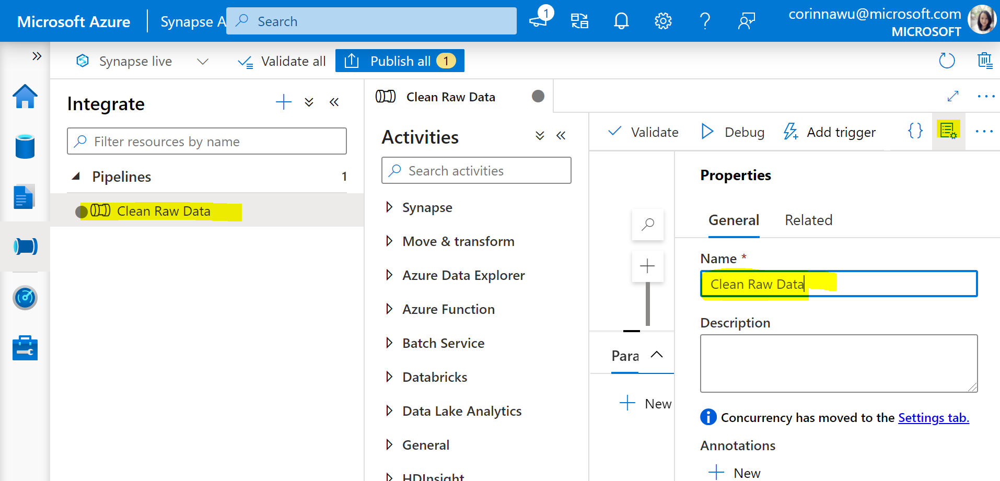 Microsoft Azure
Synapse A
Search
1
corinnawu@microsoft.com
MICROSOFT
Synapse live
Validate all
Publish all 1
Integrate
Filter resources by name
Pipelines 1
Clean Raw Data
Clean Raw Data
Activities
Search activities
Synapse
Move & transform
Azure Data Explorer
Azure Function
Batch Service
Databricks
Data Lake Analytics
General
HDInsight
Validate
Debug
Add trigger
{}
Para
New
Properties
General
Related
Name *
Clean Raw Data
Description
Concurrency has moved to the Settings tab.
Annotations
New